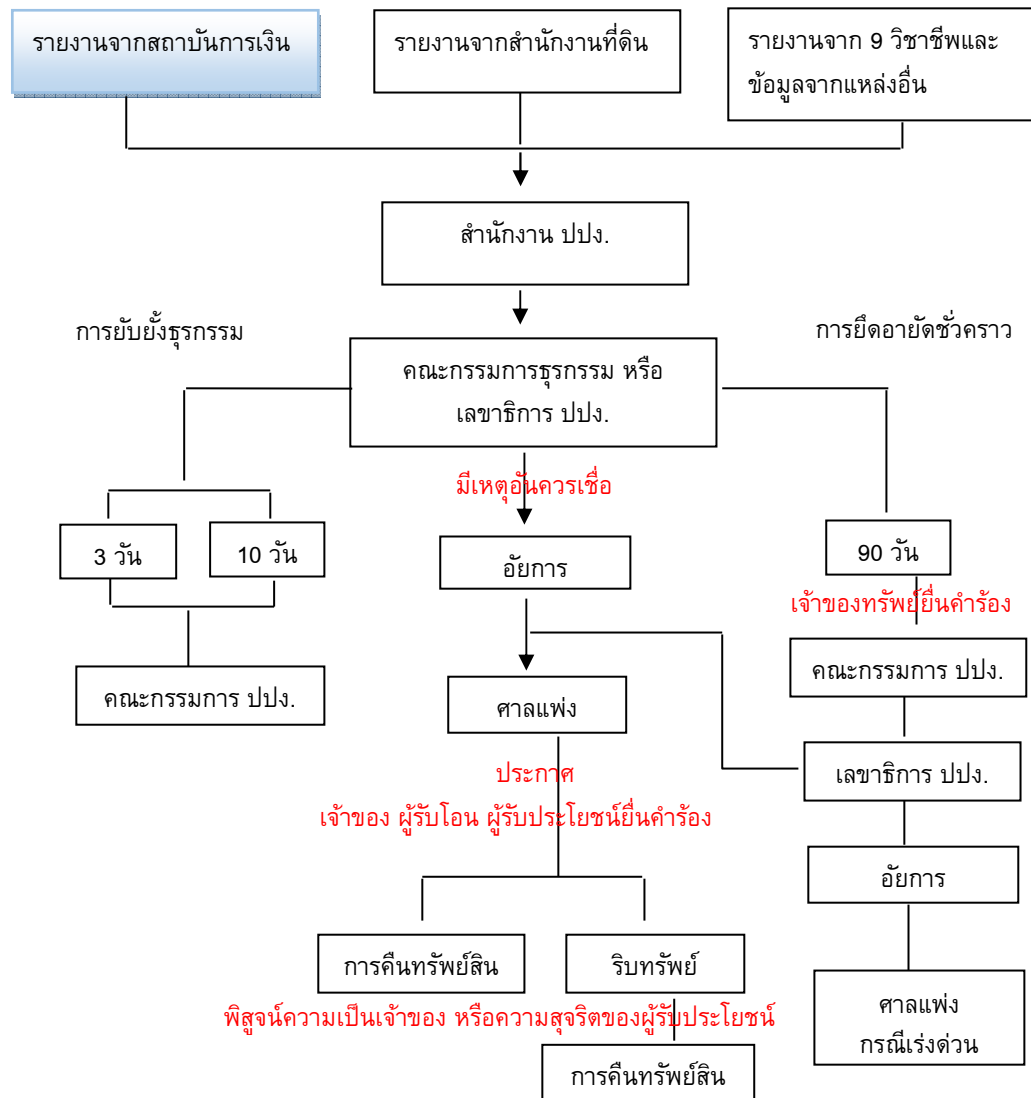 รายงานจากสถาบันการเงิน
รายงานจากสำนักงานที่ดิน
รายงานจาก 9 วิชาชีพและ
ข้อมูลจากแหล่งอื่น
สำนักงาน ปปง.
การยับยั้งธุรกรรม
การยึดอายัดชั่วคราว
คณะกรรมการธุรกรรม หรือ
เลขาธิการ ปปง.
มีเหตุอันควรเชื่อ
3 วัน
10 วัน
อัยการ
90 วัน
เจ้าของทรัพย์ยื่นคำร้อง
คณะกรรมการ ปปง.
ศาลแพ่ง
คณะกรรมการ ปปง.
ประกาศ
เลขาธิการ ปปง.
เจ้าของ ผู้รับโอน ผู้รับประโยชน์ยื่นคำร้อง
อัยการ
การคืนทรัพย์สิน
ริบทรัพย์
พิสูจน์ความเป็นเจ้าของ หรือความสุจริตของผู้รับประโยชน์
ศาลแพ่ง
กรณีเร่งด่วน
การคืนทรัพย์สิน